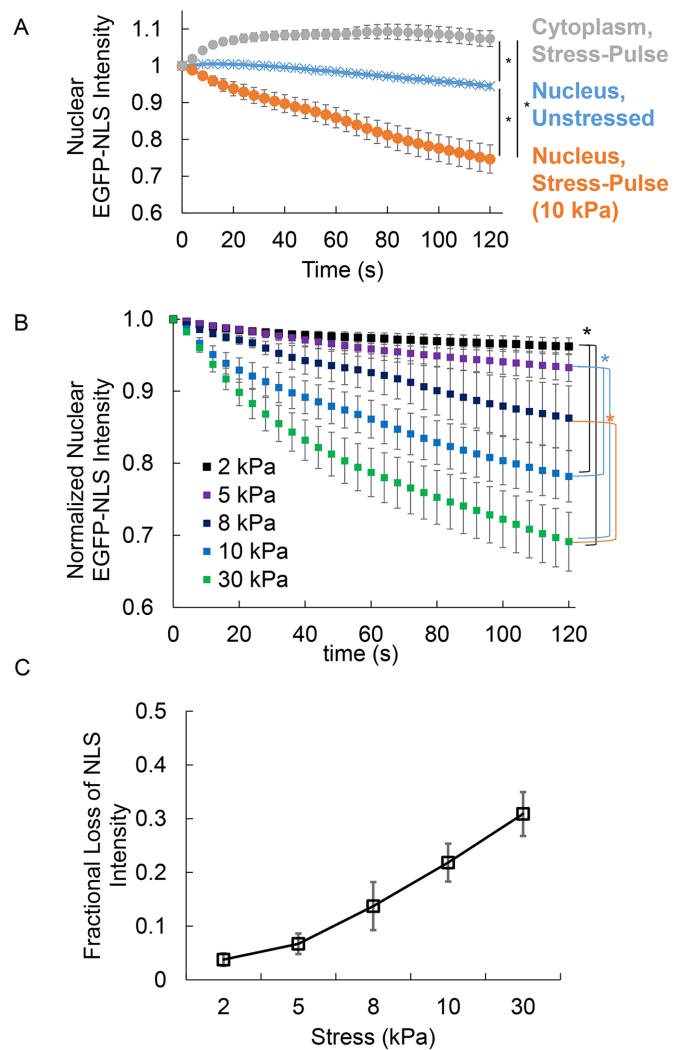 A
Nuclear
EGFP-NLS Intensity
1.1
1
0.9
0.8
0.7
0.6
0 20 40 60 80 100 120
Time (s)
*
*
*
Cytoplasm,
Stress-Pulse
Nucleus,
Unstressed
Nucleus,
Stress-Pulse
(10 kPa)
B
Normalized Nuclear
EGFP-NLS Intensity
1.0
0.9
0.8
0.7
0.6
2 kPa
5 kPa
8 kPa
10 kPa
30 kPa
*
*
*
0 20 40 60 80 100 120
time (s)
C
Fractional Loss of NLS
Intensity
0.5
0.4
0.3
0.2
0.1
0
2 5 8 10 30
Stress (kPa)